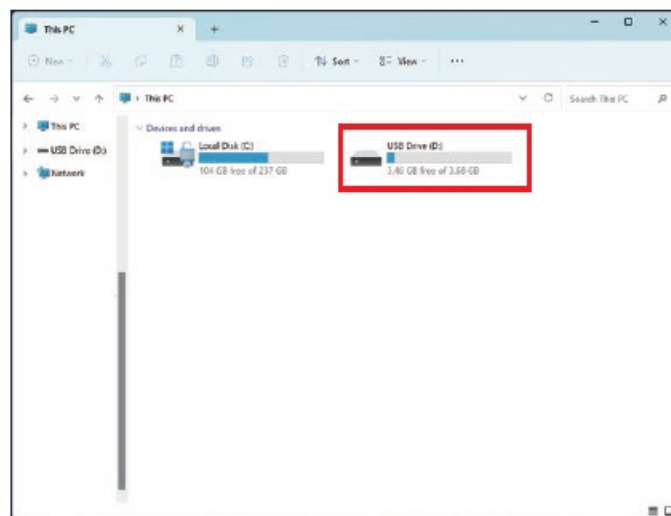 This PC
New
Sort
View
This PC
Search This PC
This PC
USB Drive (D:)
Network
Devices and drives
Local Disk (C:)
104 GB free of 237 GB
USB Drive (D:)
3.46 GB free of 3.68 GB